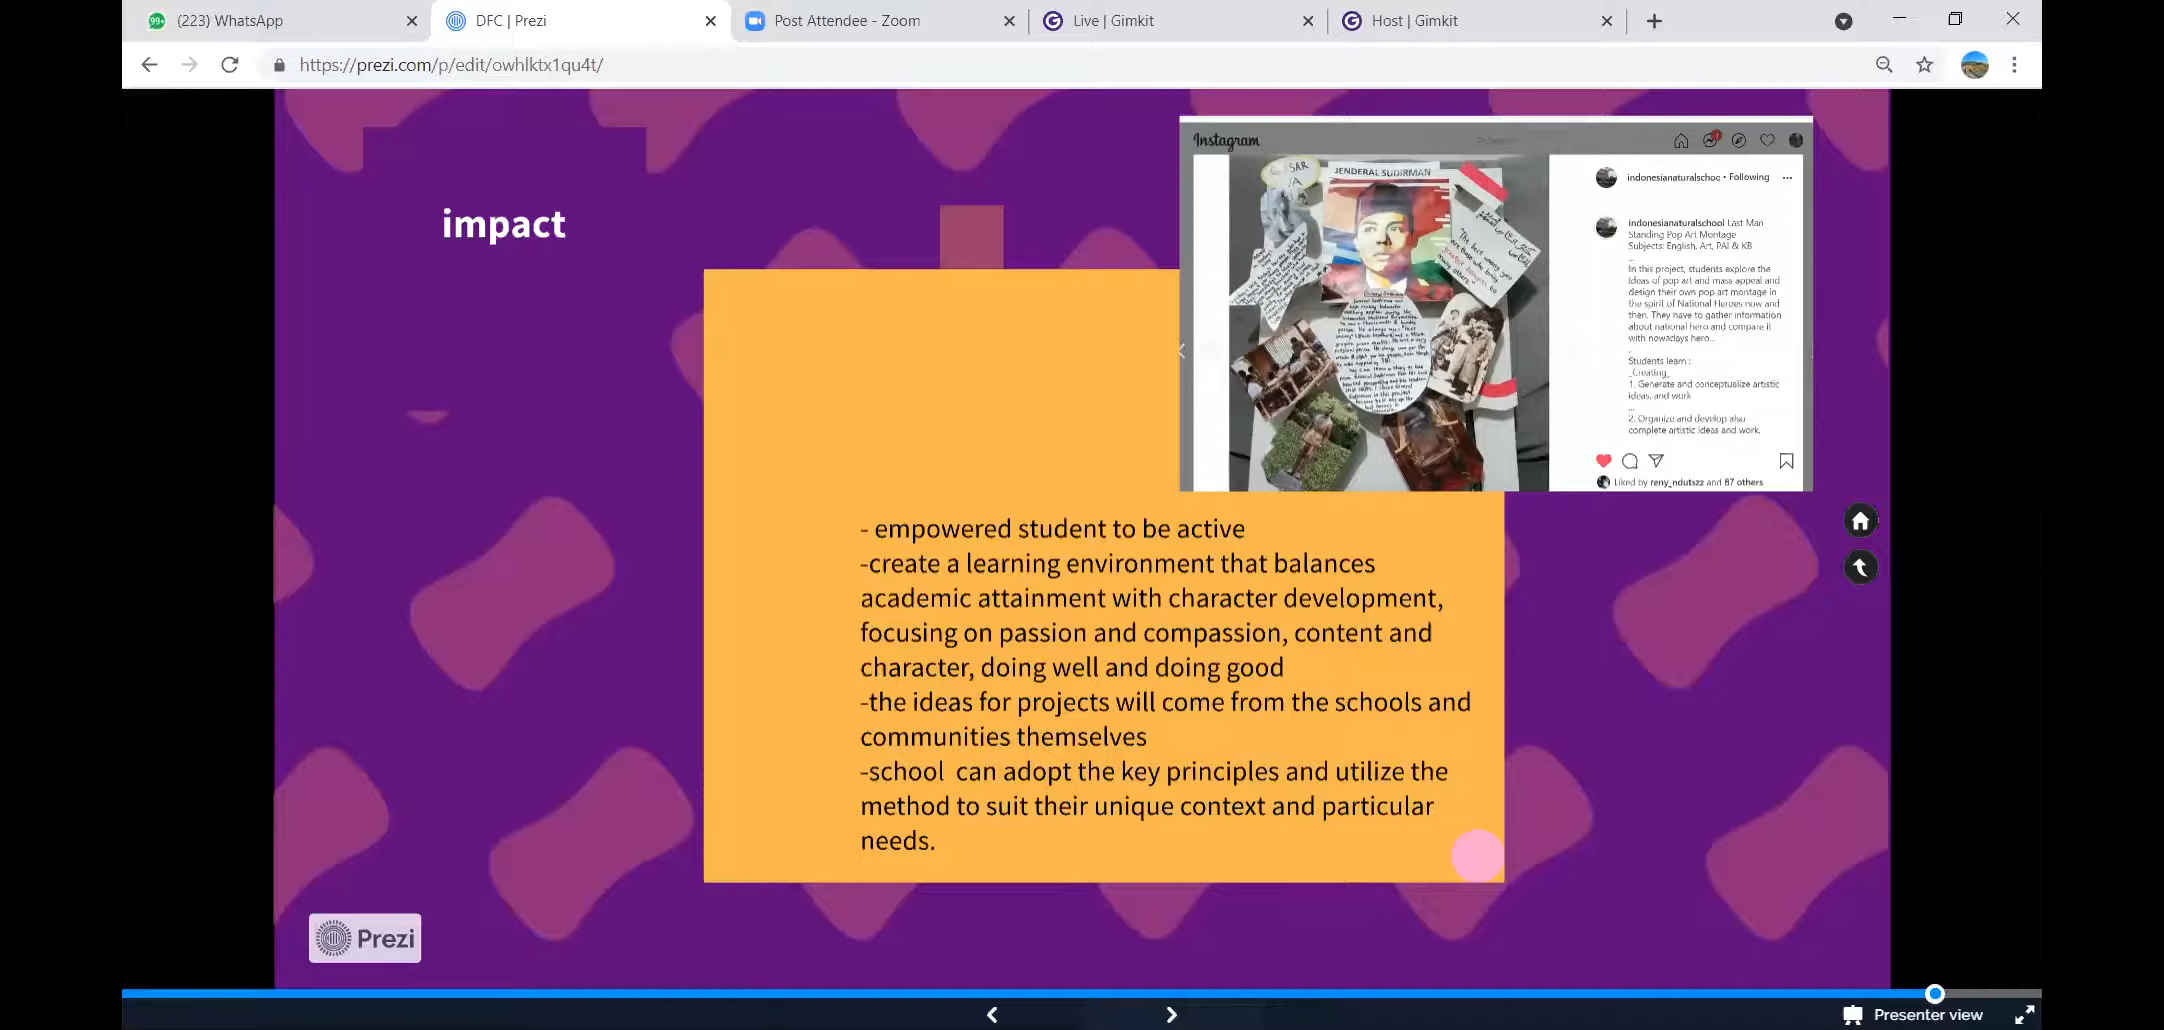 (223) WhatsApp
DFC | Prezi
Post Attendee - Zoom
Live | Gimkit
Host | Gimkit
https://prezi.com/p/edit/owhlktx1qu4t/
impact
Instagram
JENDERAL SUDIRMAN
indonesianaturalschoo • Following
indonesianaturalschool Last Man
Standing Pop Art Montage
Subjects: English, Art, PAI & KB
...
In this project, students explore the
ideas of pop art and mass appeal and
design their own pop art montage in
the spirit of National Heroes now and
then. They have to gather information
about national hero and compare it
with nowadays hero...
Students learn :
_Creating_
1. Generate and conceptualize artistic
ideas, and work
...
2. Organize and develop also
complete artistic ideas and work.
Liked by reny_ndutszz and 87 others
- empowered student to be active
-create a learning environment that balances
academic attainment with character development,
focusing on passion and compassion, content and
character, doing well and doing good
-the ideas for projects will come from the schools and
communities themselves
-school can adopt the key principles and utilize the
method to suit their unique context and particular
needs.
Prezi
Presenter view